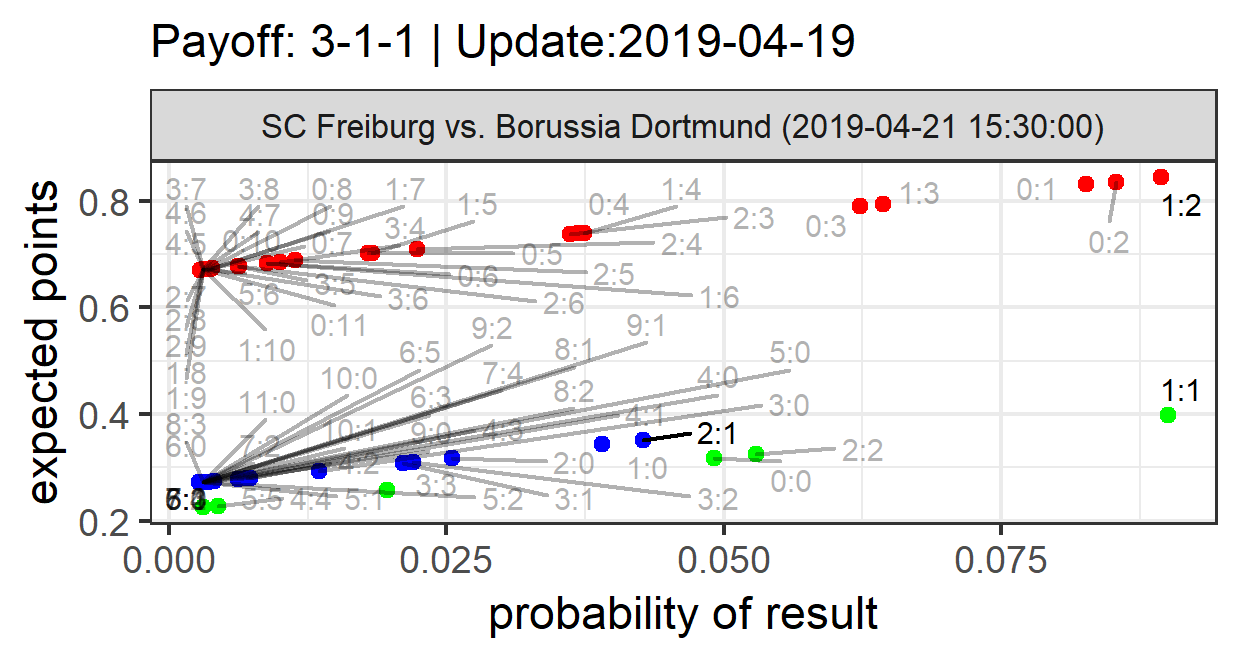 Payoff: 3-1-1 | Update:2019-04-19
SC Freiburg vs. Borussia Dortmund (2019-04-21 15:30:00)
expected points
0.8
0.6
0.4
0.2
3:7 3:8 0:8 1:7 1:5 0:4 1:4 1:3 0:1 1:2
4:6 4:7 0:9 3:4 2:3 0:3
4:5 0:10 0:7 0:5 2:4 0:2
0:6 2:5
5:6 3:5 3:6 2:6 1:6
2:8 0:11 9:2 9:1
2:9 1:10 6:5 8:1 5:0
1:8 10:0 7:4 4:0 1:1
1:9 11:0 6:3 8:2 3:0
8:3 10:1 9:0 4:3 4:1 2:1
6:0 7:2 4:2 2:0 1:0 2:2
3:3 0:0
5:5 4:4 5:1 5:2 3:1 3:2
0.000 0.025 0.050 0.075
probability of result